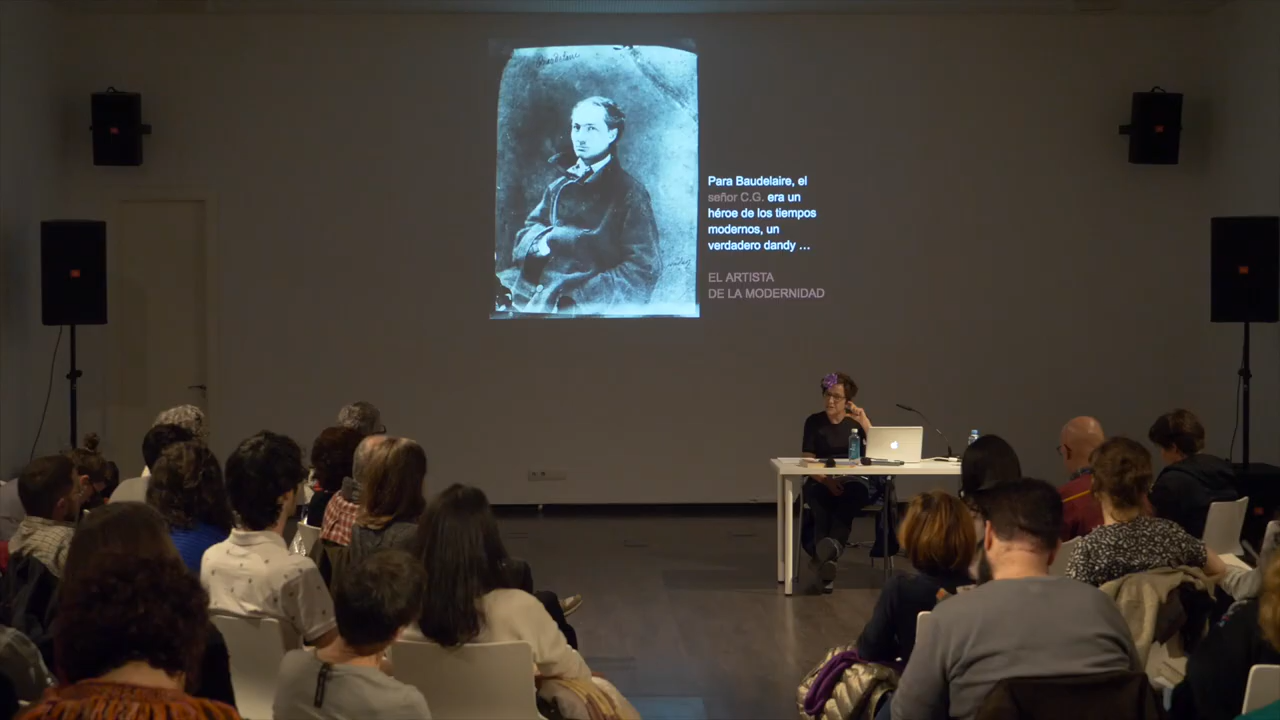 Para Baudelaire, el
señor C.G. era un
héroe de los tiempos
modernos, un
verdadero dandy ...
EL ARTISTA
DE LA MODERNIDAD